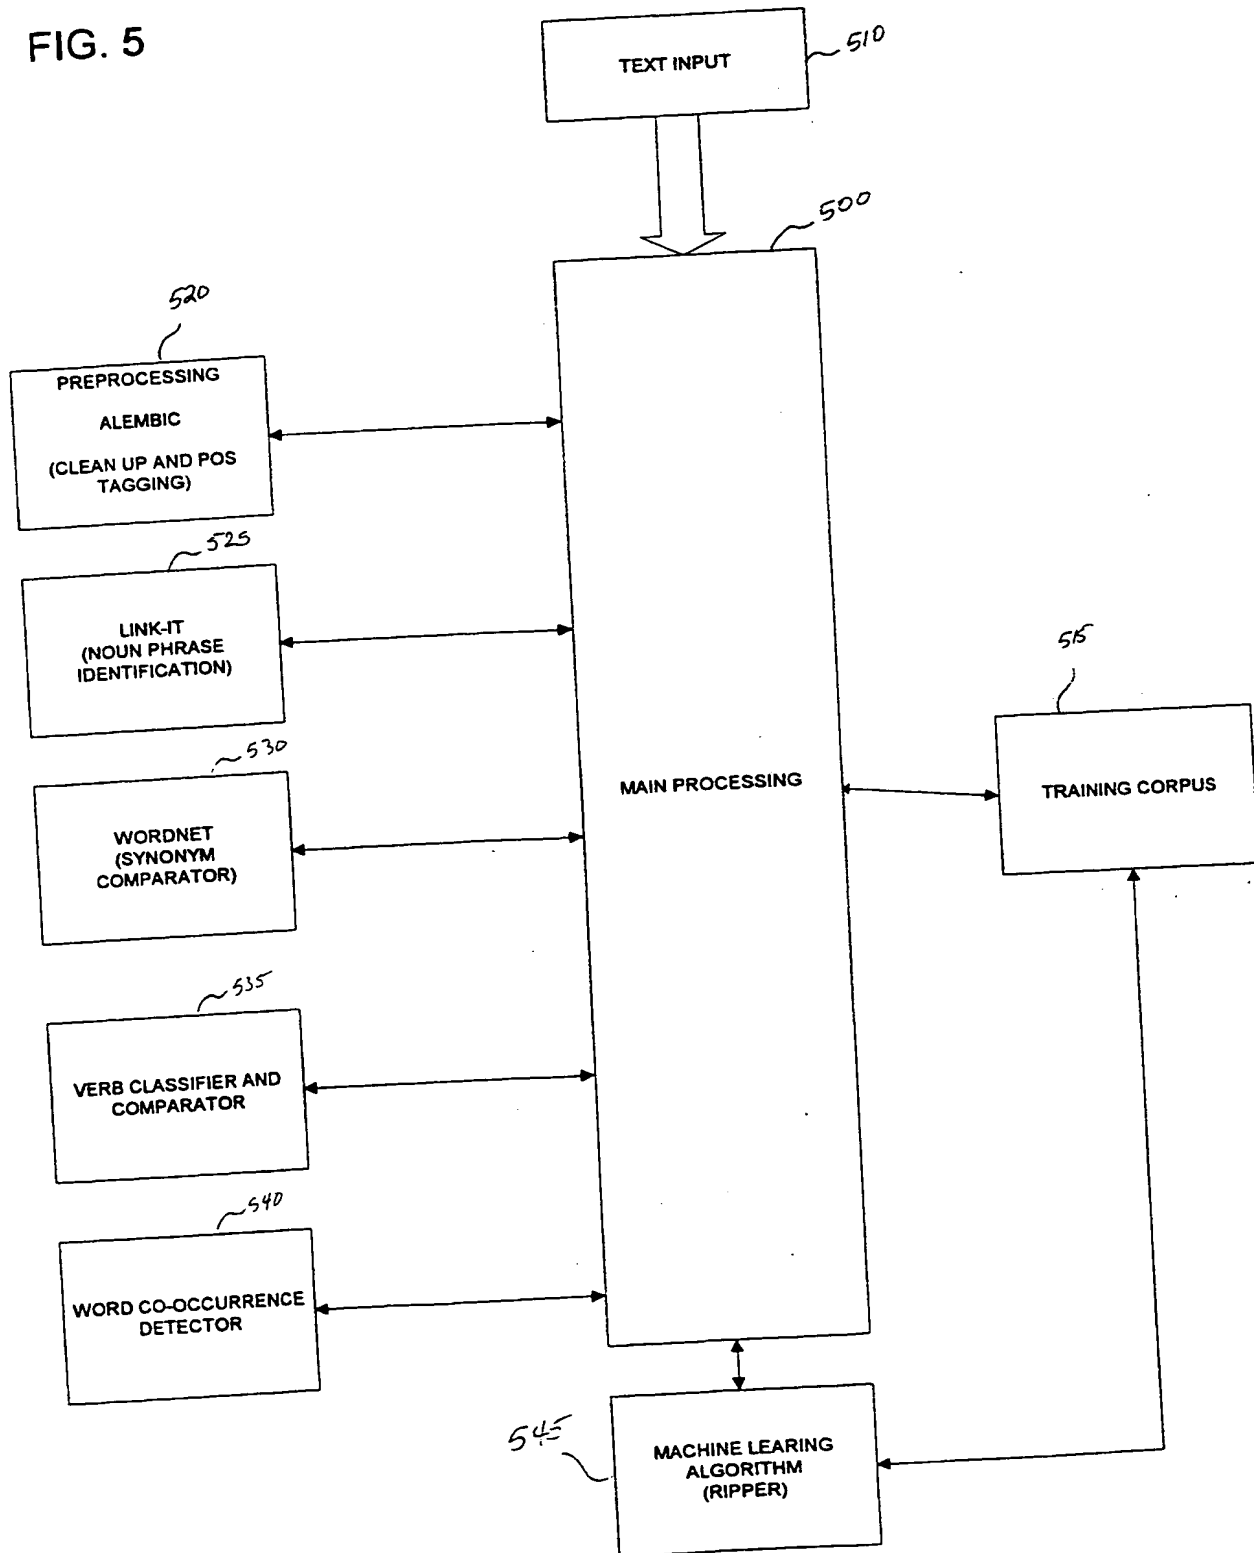 FIG. 5
TEXT INPUT
510
500
520
PREPROCESSING
ALEMBIC
(CLEAN UP AND POS
TAGGING)
525
LINK-IT
(NOUN PHRASE
IDENTIFICATION)
530
WORDNET
(SYNONYM
COMPARATOR)
535
VERB CLASSIFIER AND
COMPARATOR
540
WORD CO-OCCURRENCE
DETECTOR
MAIN PROCESSING
515
TRAINING CORPUS
545
MACHINE LEARING
ALGORITHM
(RIPPER)